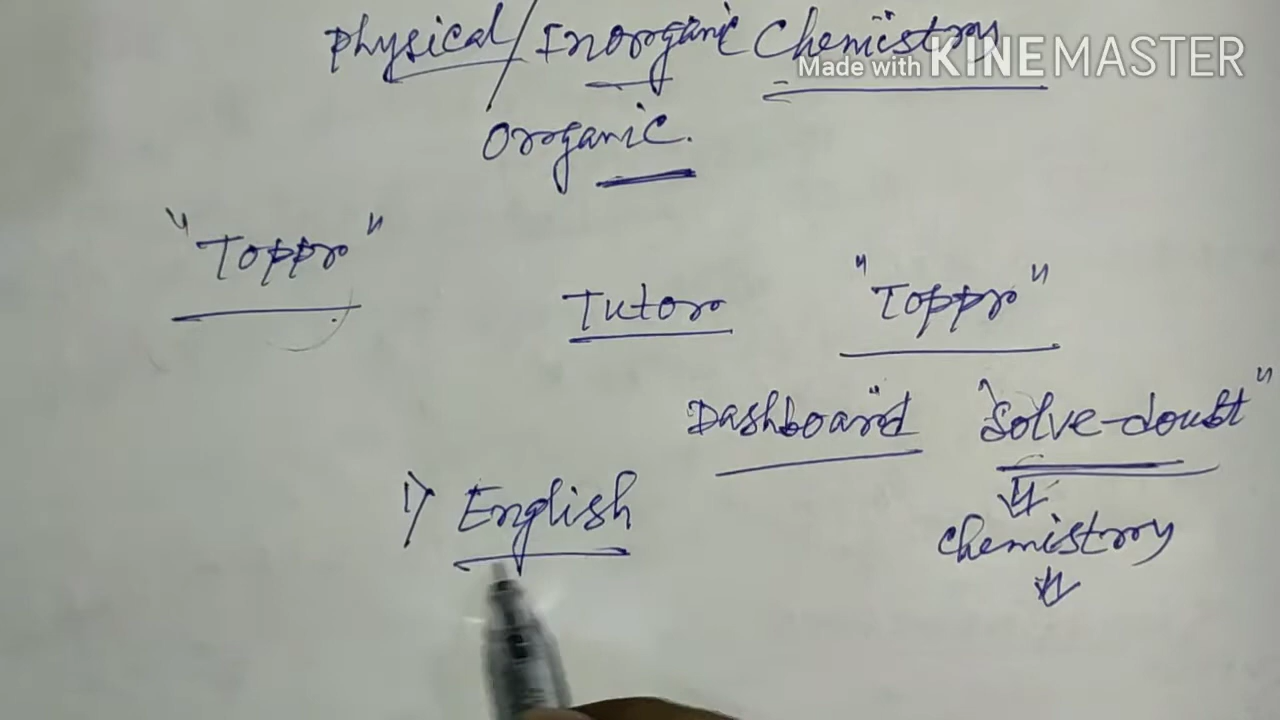 Physical/Inorganic Chemistry
Made with KINEMASTER
Organic.
"Toppr"
Tutor "Toppr"
Dashboard "Solve-doubt"
1) English
Chemistry